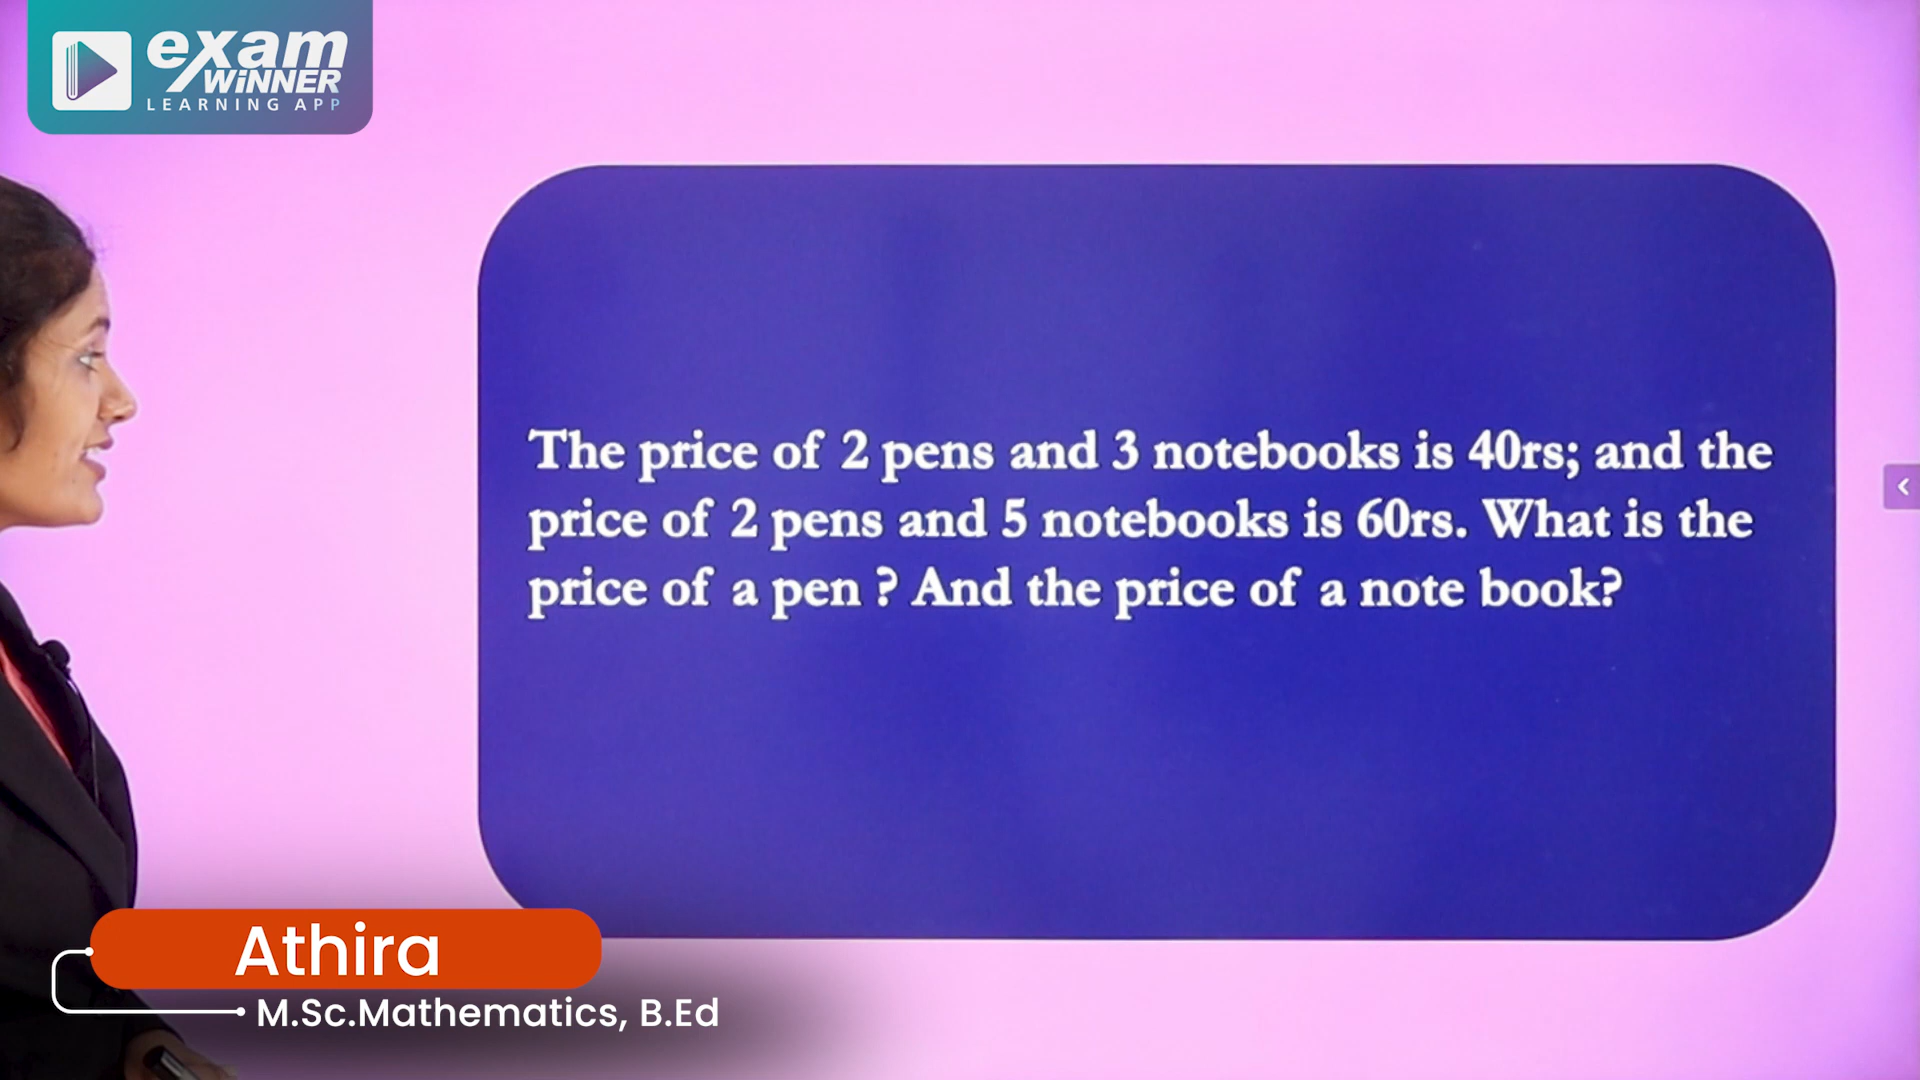 exam
WiNNER
LEARNING APP
The price of 2 pens and 3 notebooks is 40rs; and the
price of 2 pens and 5 notebooks is 60rs. What is the
price of a pen ? And the price of a note book?
Athira
M.Sc.Mathematics, B.Ed